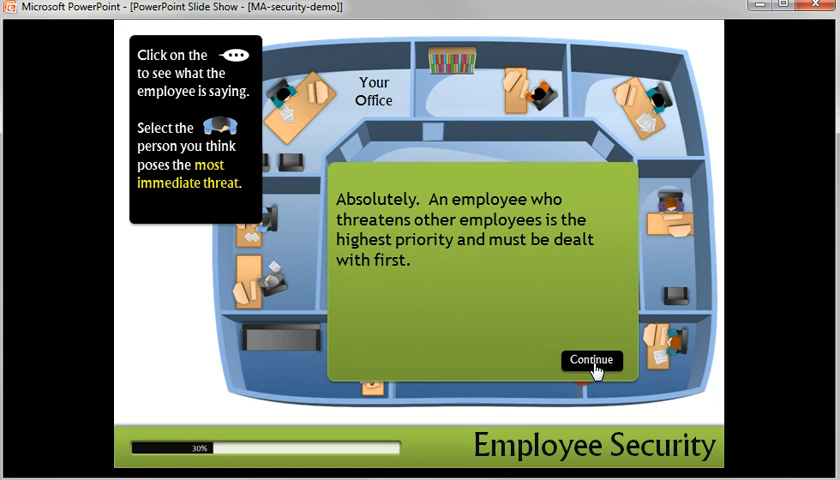 Microsoft PowerPoint - [PowerPoint Slide Show - [MA-security-demo]]
Click on the
to see what the
employee is saying.
Select the
person you think
poses the most
immediate threat.
Your
Office
Absolutely. An employee who
threatens other employees is the
highest priority and must be dealt
with first.
Continue
30%
Employee Security